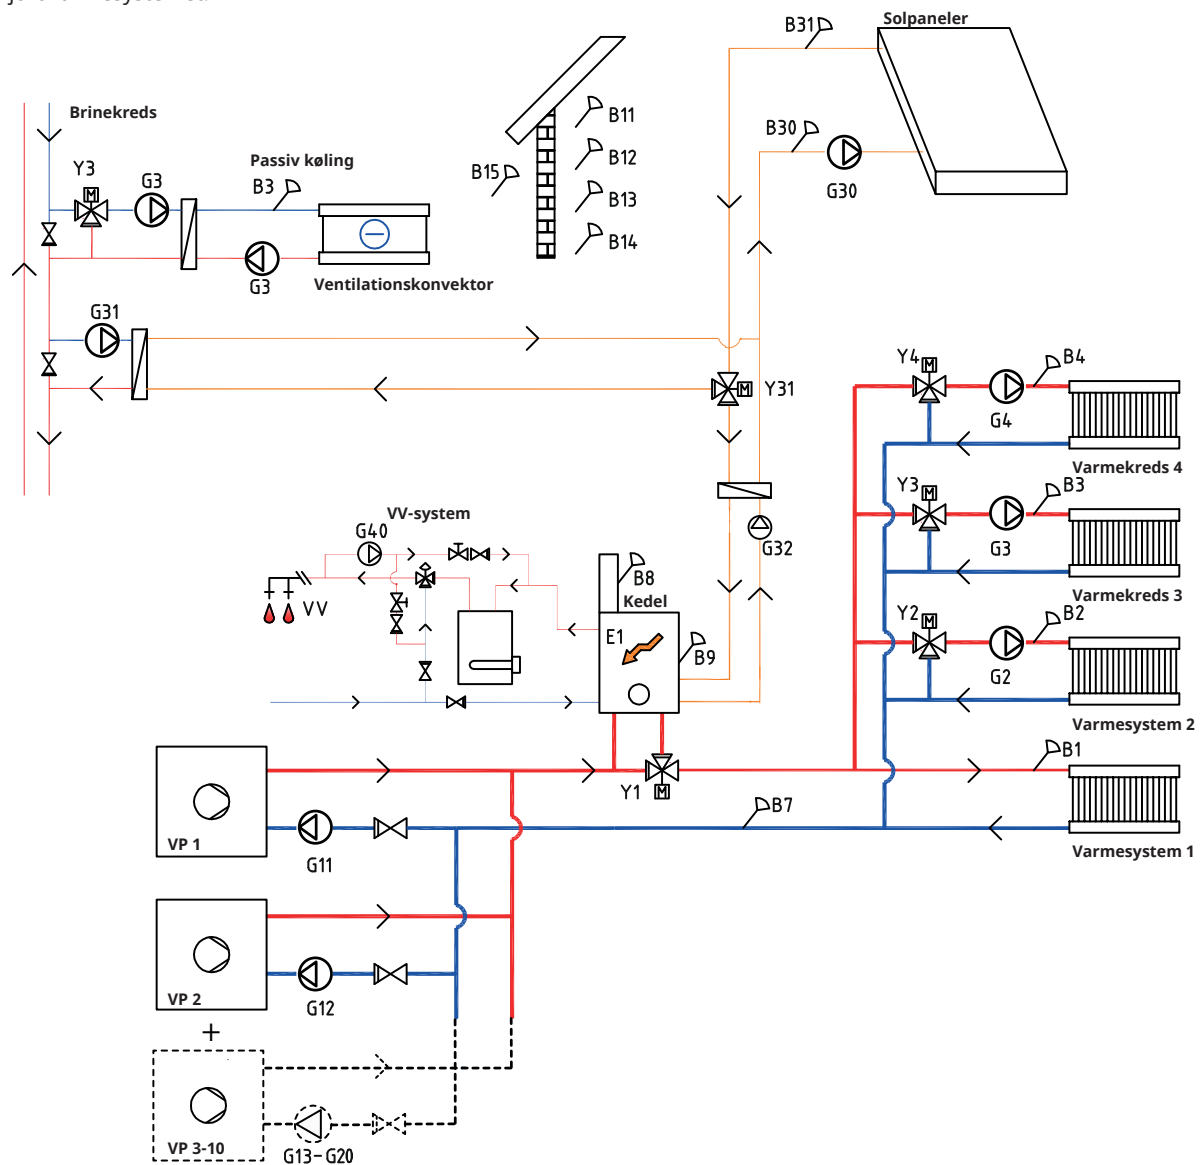 Solpaneler
B31
Brinekreds
B11
B30
Y3
G3
Passiv køling
B3
B15
B12
G30
B13
B14
G3
Ventilationskonvektor
G31
Y31
Y4
B4
G4
Varmekreds 4
Y3
B3
G3
Varmekreds 3
VV-system
G40
G32
B8
Kedel
VV
E1
B9
Y2
B2
G2
Varmesystem 2
B1
Y1
M
B7
VP 1
G11
Varmesystem 1
VP 2
G12
+
VP 3-10
G13-G20